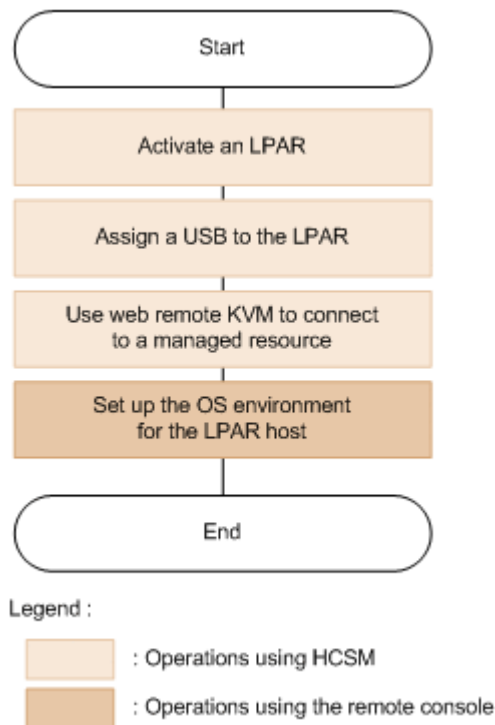 Start
Activate an LPAR
Assign a USB to the LPAR
Use web remote KVM to connect
to a managed resource
Set up the OS environment
for the LPAR host
End
Legend :
: Operations using HCSM
: Operations using the remote console